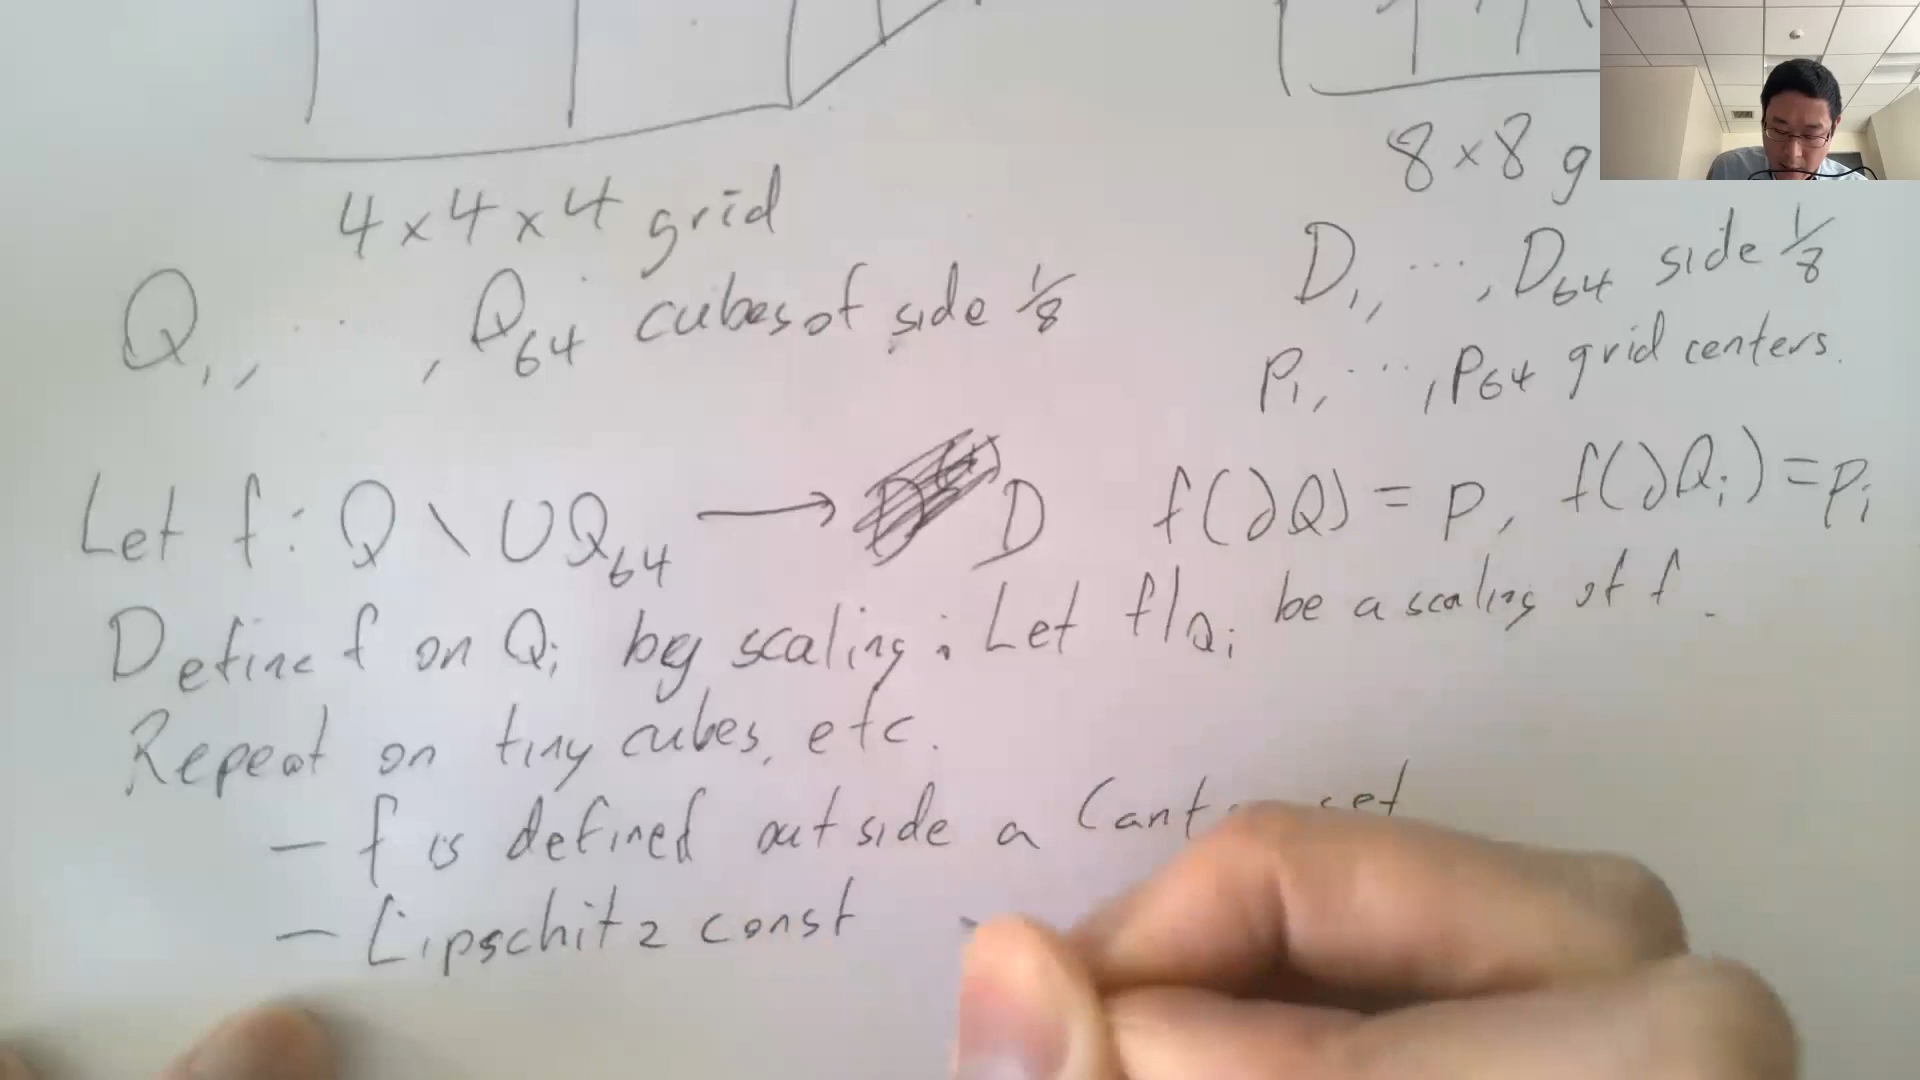 4 × 4 × 4 grid
8 × 8 g
Q₁, ..., Q₆₄ cubes of side 1/8
D₁, ..., D₆₄ side 1/8
P₁, ..., P₆₄ grid centers.
Let f: Q \ ∪Q₆₄ → D f(∂Q) = p, f(∂Qᵢ) = pᵢ
Define f on Qᵢ by scaling: Let f|Qᵢ be a scaling of f.
Repeat on tiny cubes, etc.
— f is defined outside a Cant set
— Lipschitz const